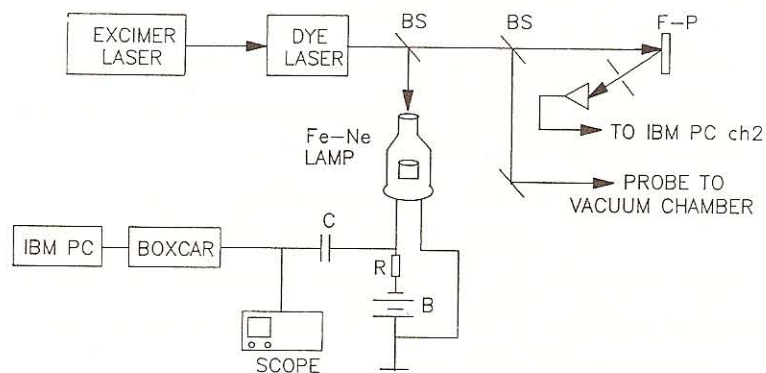 BS
BS
F-P
EXCIMER
LASER
DYE
LASER
Fe-Ne
LAMP
TO IBM PC ch2
PROBE TO
VACUUM CHAMBER
C
IBM PC
BOXCAR
R
B
SCOPE